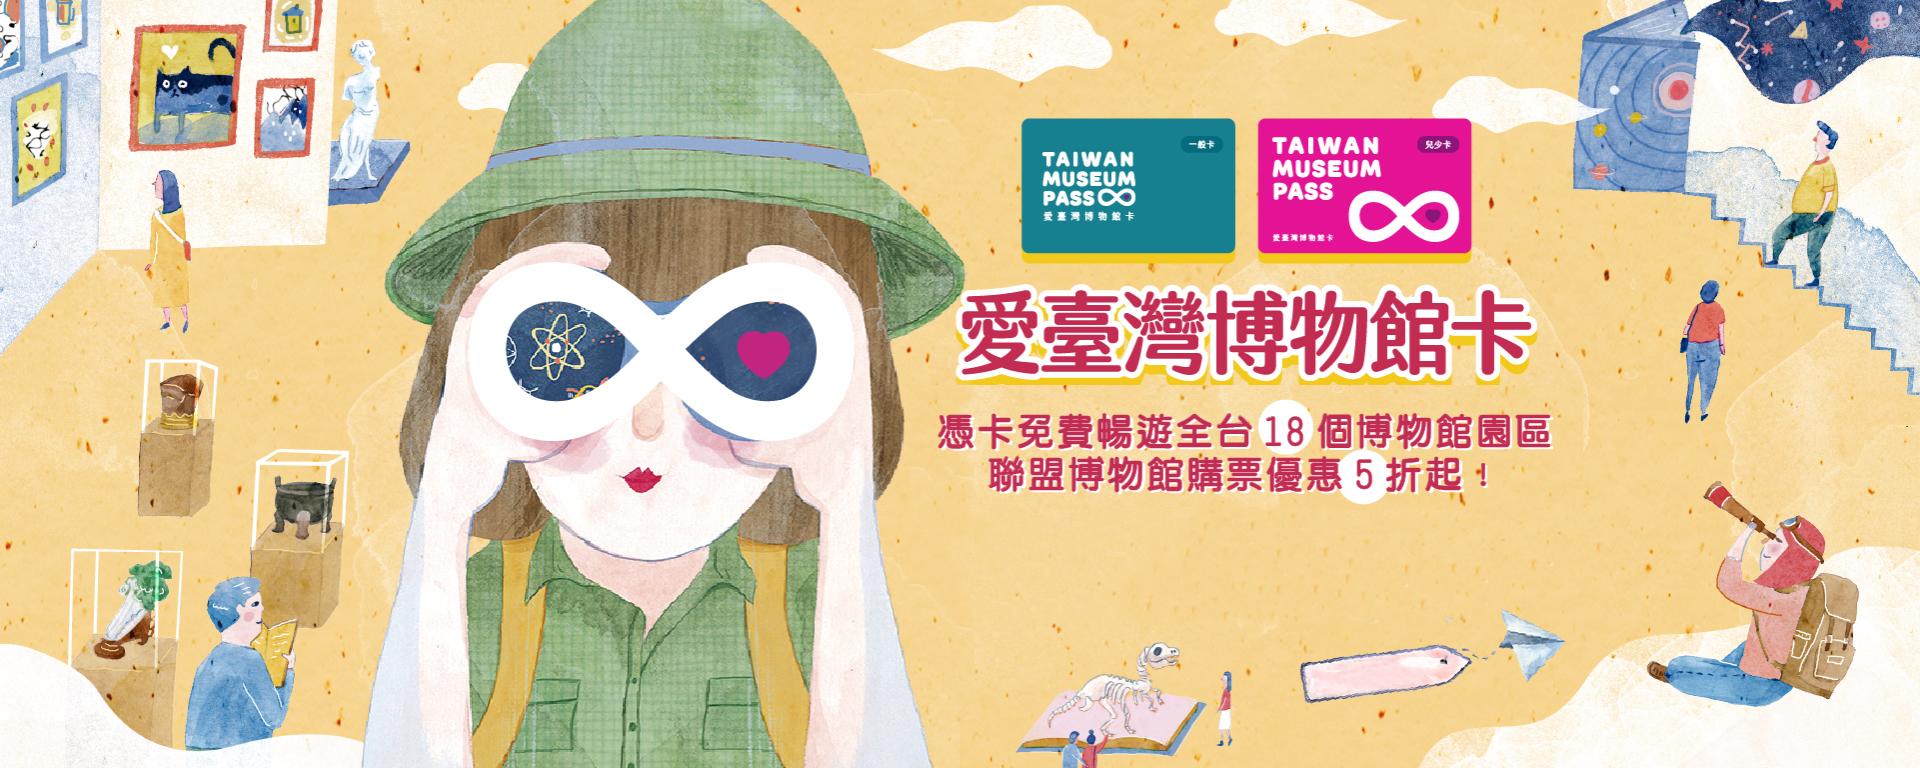 一般卡
TAIWAN
MUSEUM
PASS
愛臺灣博物館卡
TAIWAN
MUSEUM
PASS
兒少卡
愛臺灣博物館卡
愛臺灣博物館卡
憑卡免費暢遊全台18個博物館園區
聯盟博物館購票優惠5折起！